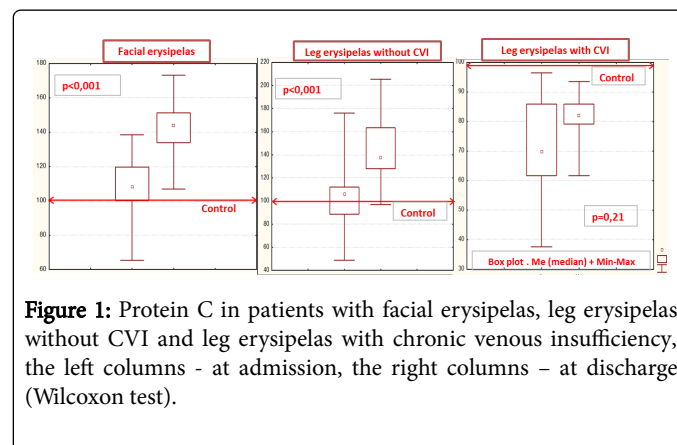 Facial erysipelas
Leg erysipelas without CVI
Leg erysipelas with CVI
180
160
140
120
100
80
60
p<0,001
Control
220
200
180
160
140
120
100
80
60
40
p<0,001
Control
100
90
80
70
60
50
40
30
Control
p=0,21
Box plot . Me (median) + Min-Max
Figure 1: Protein C in patients with facial erysipelas, leg erysipelas
without CVI and leg erysipelas with chronic venous insufficiency,
the left columns - at admission, the right columns – at discharge
(Wilcoxon test).